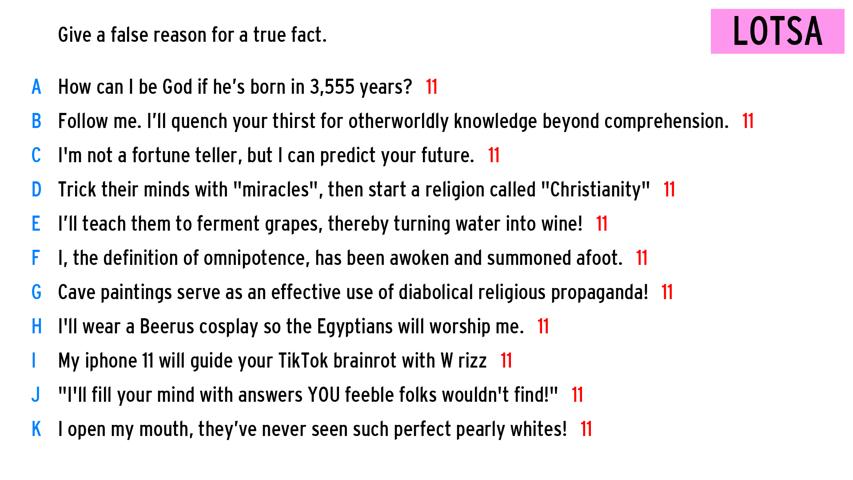 Give a false reason for a true fact.
LOTSA
A How can I be God if he's born in 3,555 years? 11
B Follow me. I'll quench your thirst for otherworldly knowledge beyond comprehension. 11
C I'm not a fortune teller, but I can predict your future. 11
D Trick their minds with "miracles", then start a religion called "Christianity" 11
E I'll teach them to ferment grapes, thereby turning water into wine! 11
F I, the definition of omnipotence, has been awoken and summoned afoot. 11
G Cave paintings serve as an effective use of diabolical religious propaganda! 11
H I'll wear a Beerus cosplay so the Egyptians will worship me. 11
I My iphone 11 will guide your TikTok brainrot with W rizz 11
J "I'll fill your mind with answers YOU feeble folks wouldn't find!" 11
K I open my mouth, they've never seen such perfect pearly whites! 11